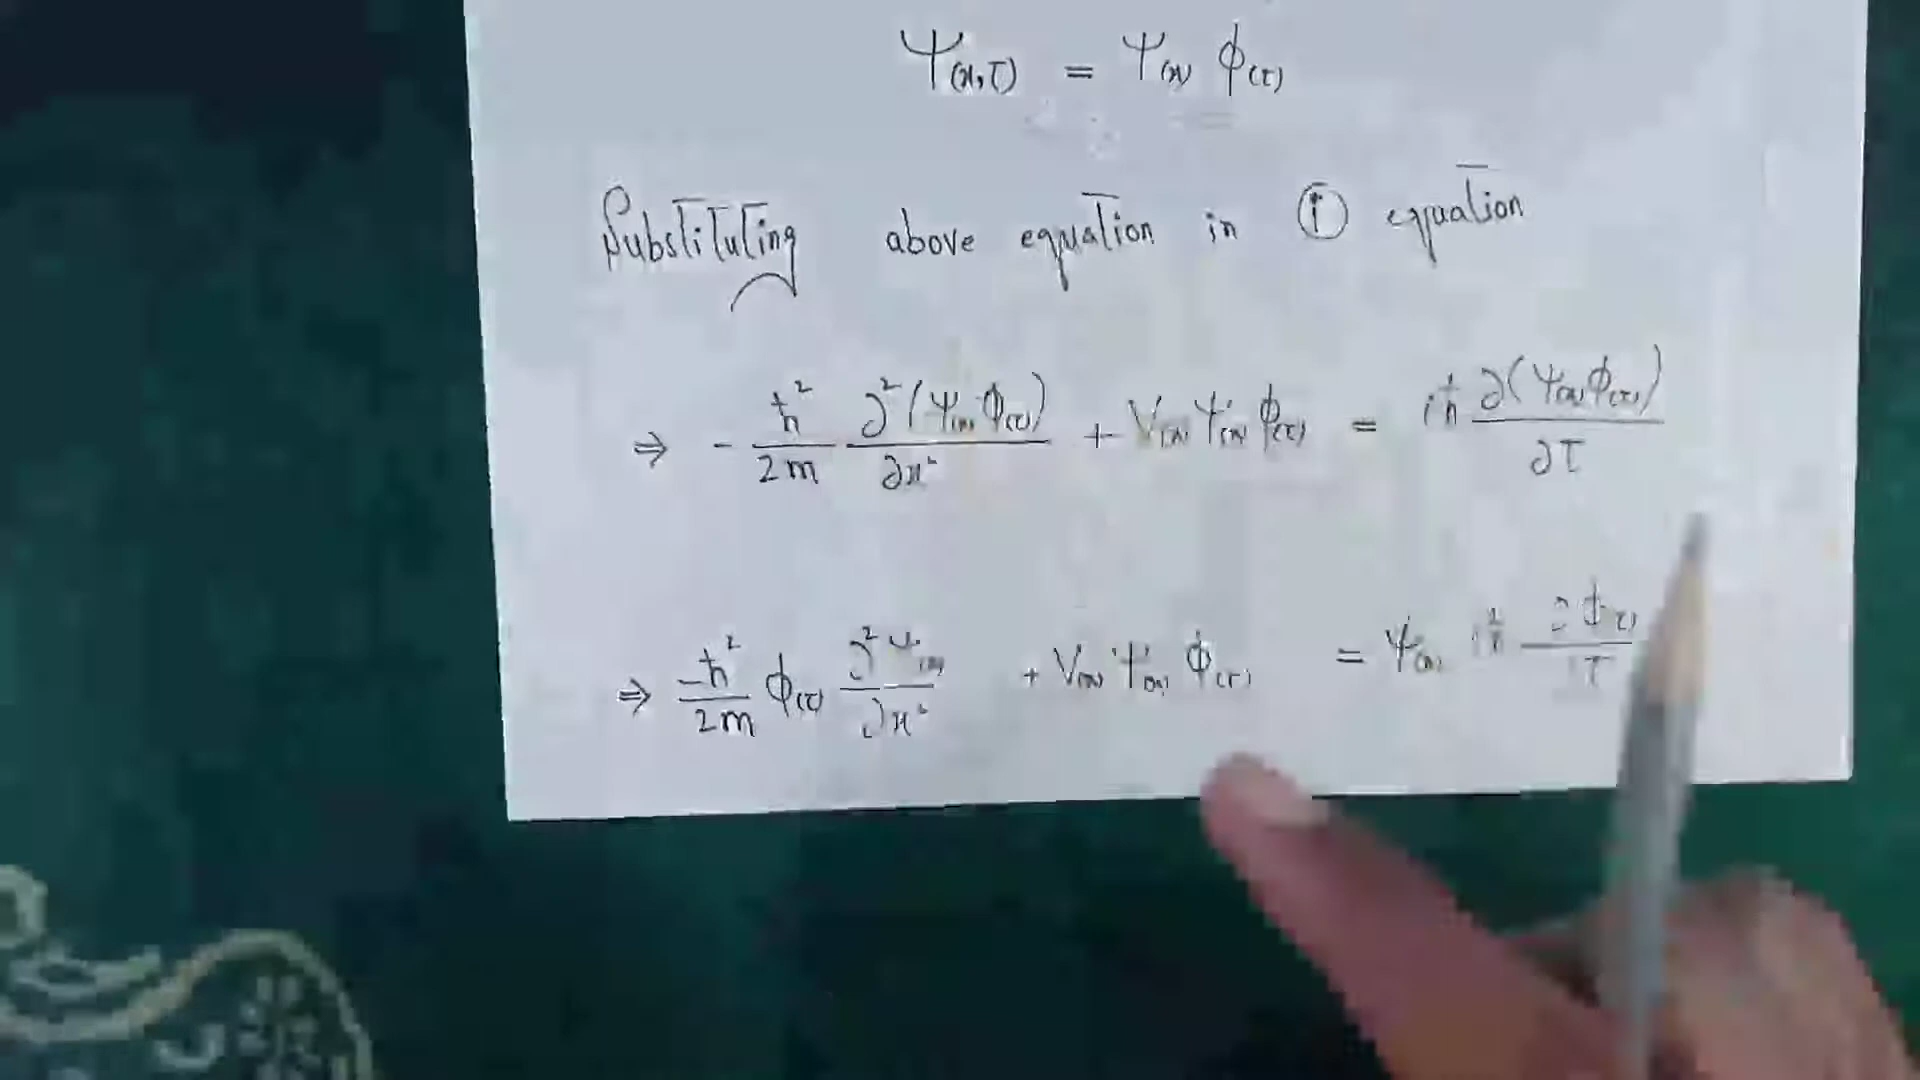 Ψ(x,t) = Ψ(x) ϕ(t)
Substituting above equation in ① equation
⇒ - ħ²/2m ∂²(Ψ(x) ϕ(t))/∂x² + V(x) Ψ(x) ϕ(t) = iħ ∂(Ψ(x) ϕ(t))/∂t
⇒ -ħ²/2m ϕ(t) ∂²Ψ(x)/∂x² + V(x) Ψ(x) ϕ(t) = Ψ(x) iħ ∂ϕ(t)/∂t